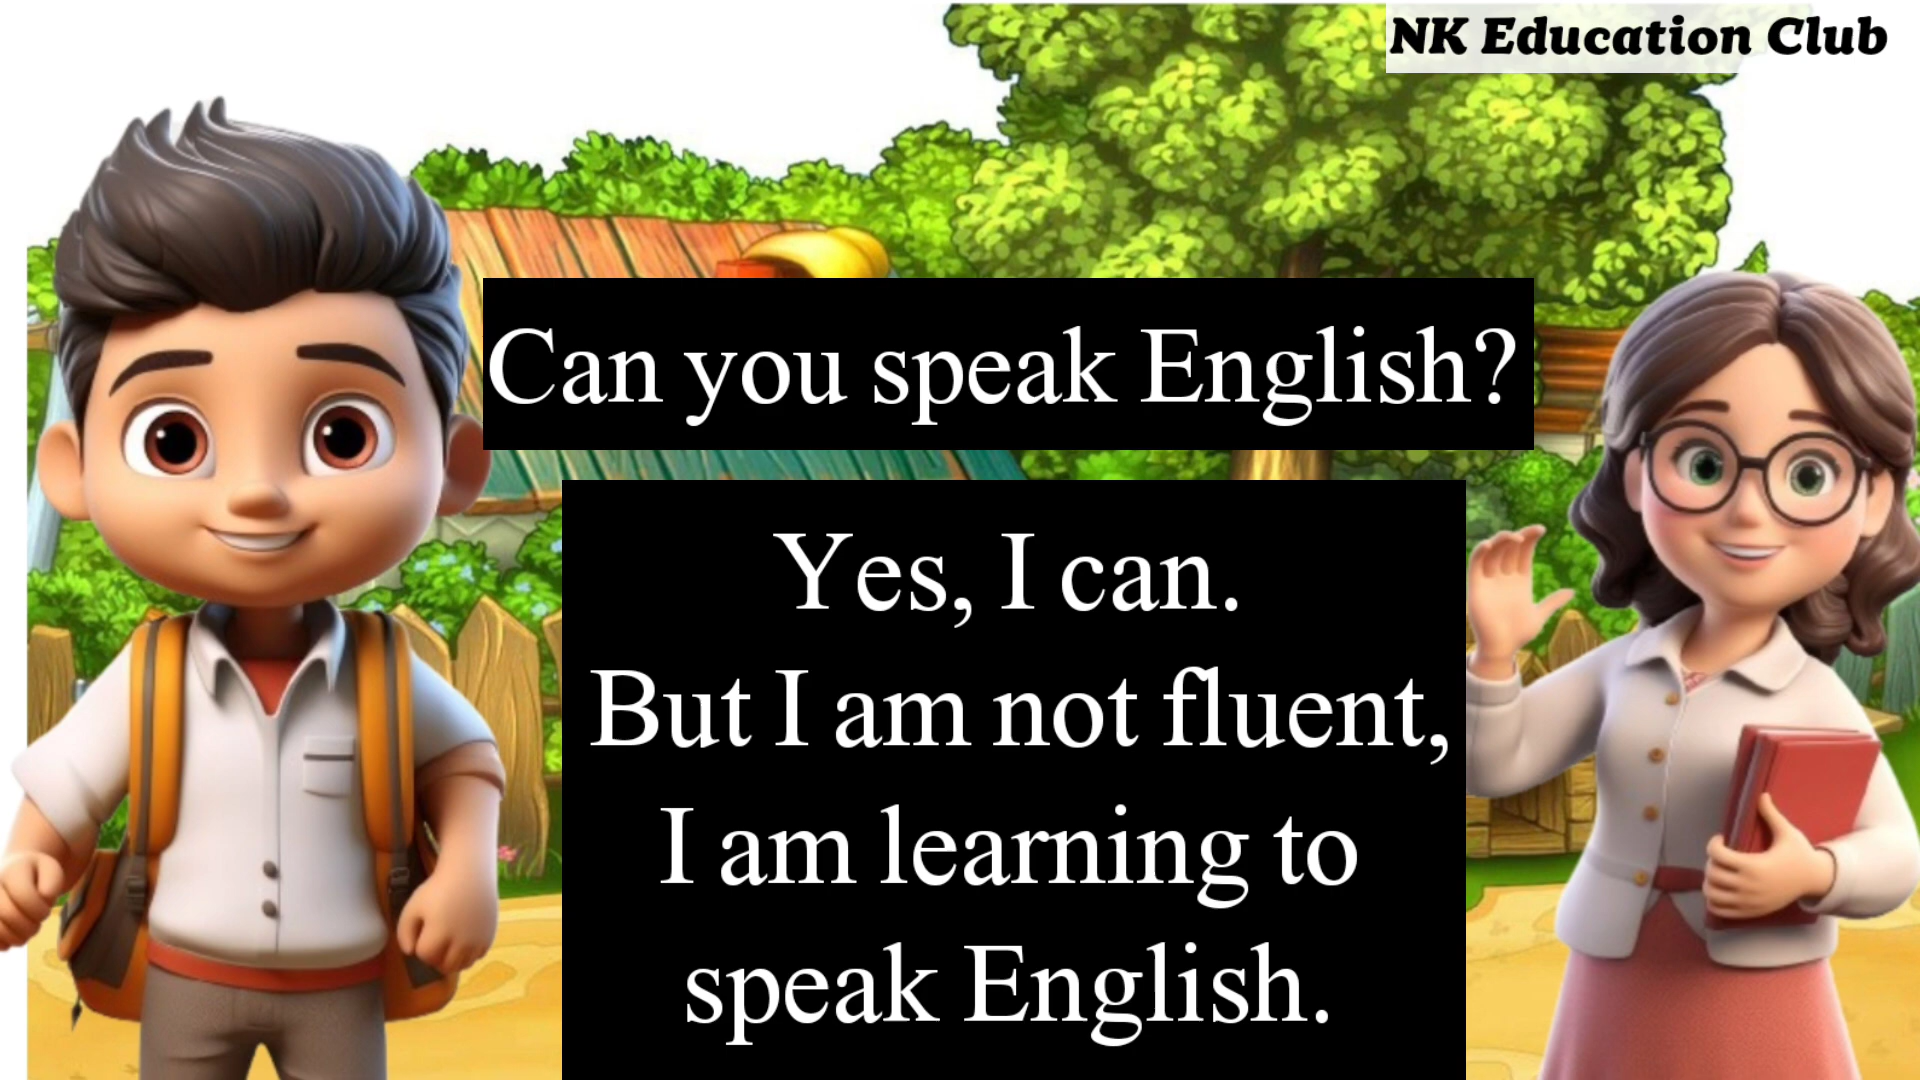 NK Education Club
Can you speak English?
Yes, I can.
But I am not fluent,
I am learning to
speak English.